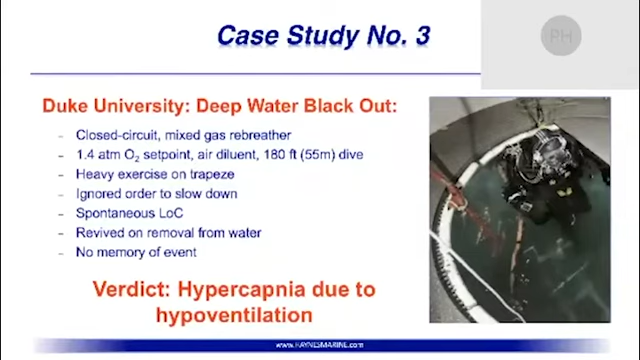 Case Study No. 3
PH
Duke University: Deep Water Black Out:
– Closed-circuit, mixed gas rebreather
– 1.4 atm O₂ setpoint, air diluent, 180 ft (55m) dive
– Heavy exercise on trapeze
– Ignored order to slow down
– Spontaneous LoC
– Revived on removal from water
– No memory of event
Verdict: Hypercapnia due to
hypoventilation
www.HAYNESMARINE.com